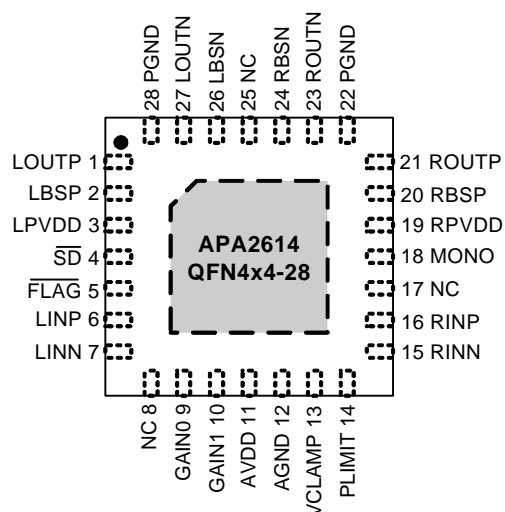 28 PGND
27 LOUTN
26 LBSN
25 NC
24 RBSN
23 ROUTN
22 PGND
LOUTP 1
LBSP 2
LPVDD 3
SD 4
FLAG 5
LINP 6
LINN 7
APA2614
QFN4x4-28
21 ROUTP
20 RBSP
19 RPVDD
18 MONO
17 NC
16 RINP
15 RINN
NC 8
GAIN0 9
GAIN1 10
AVDD 11
AGND 12
VCLAMP 13
PLIMIT 14